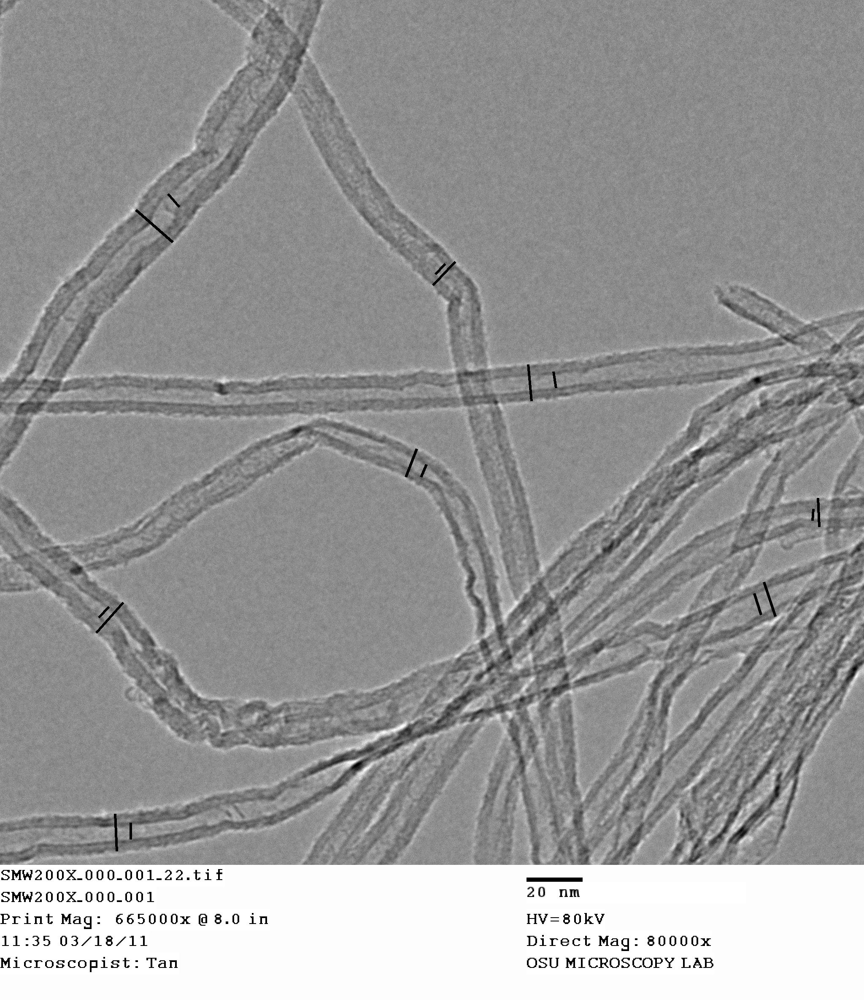 SMW200X_000_001_22.tif
SMW200X_000_001
Print Mag: 665000x @ 8.0 in
11:35 03/18/11
Microscopist: Tan
20 nm
HV=80kV
Direct Mag: 80000x
OSU MICROSCOPY LAB